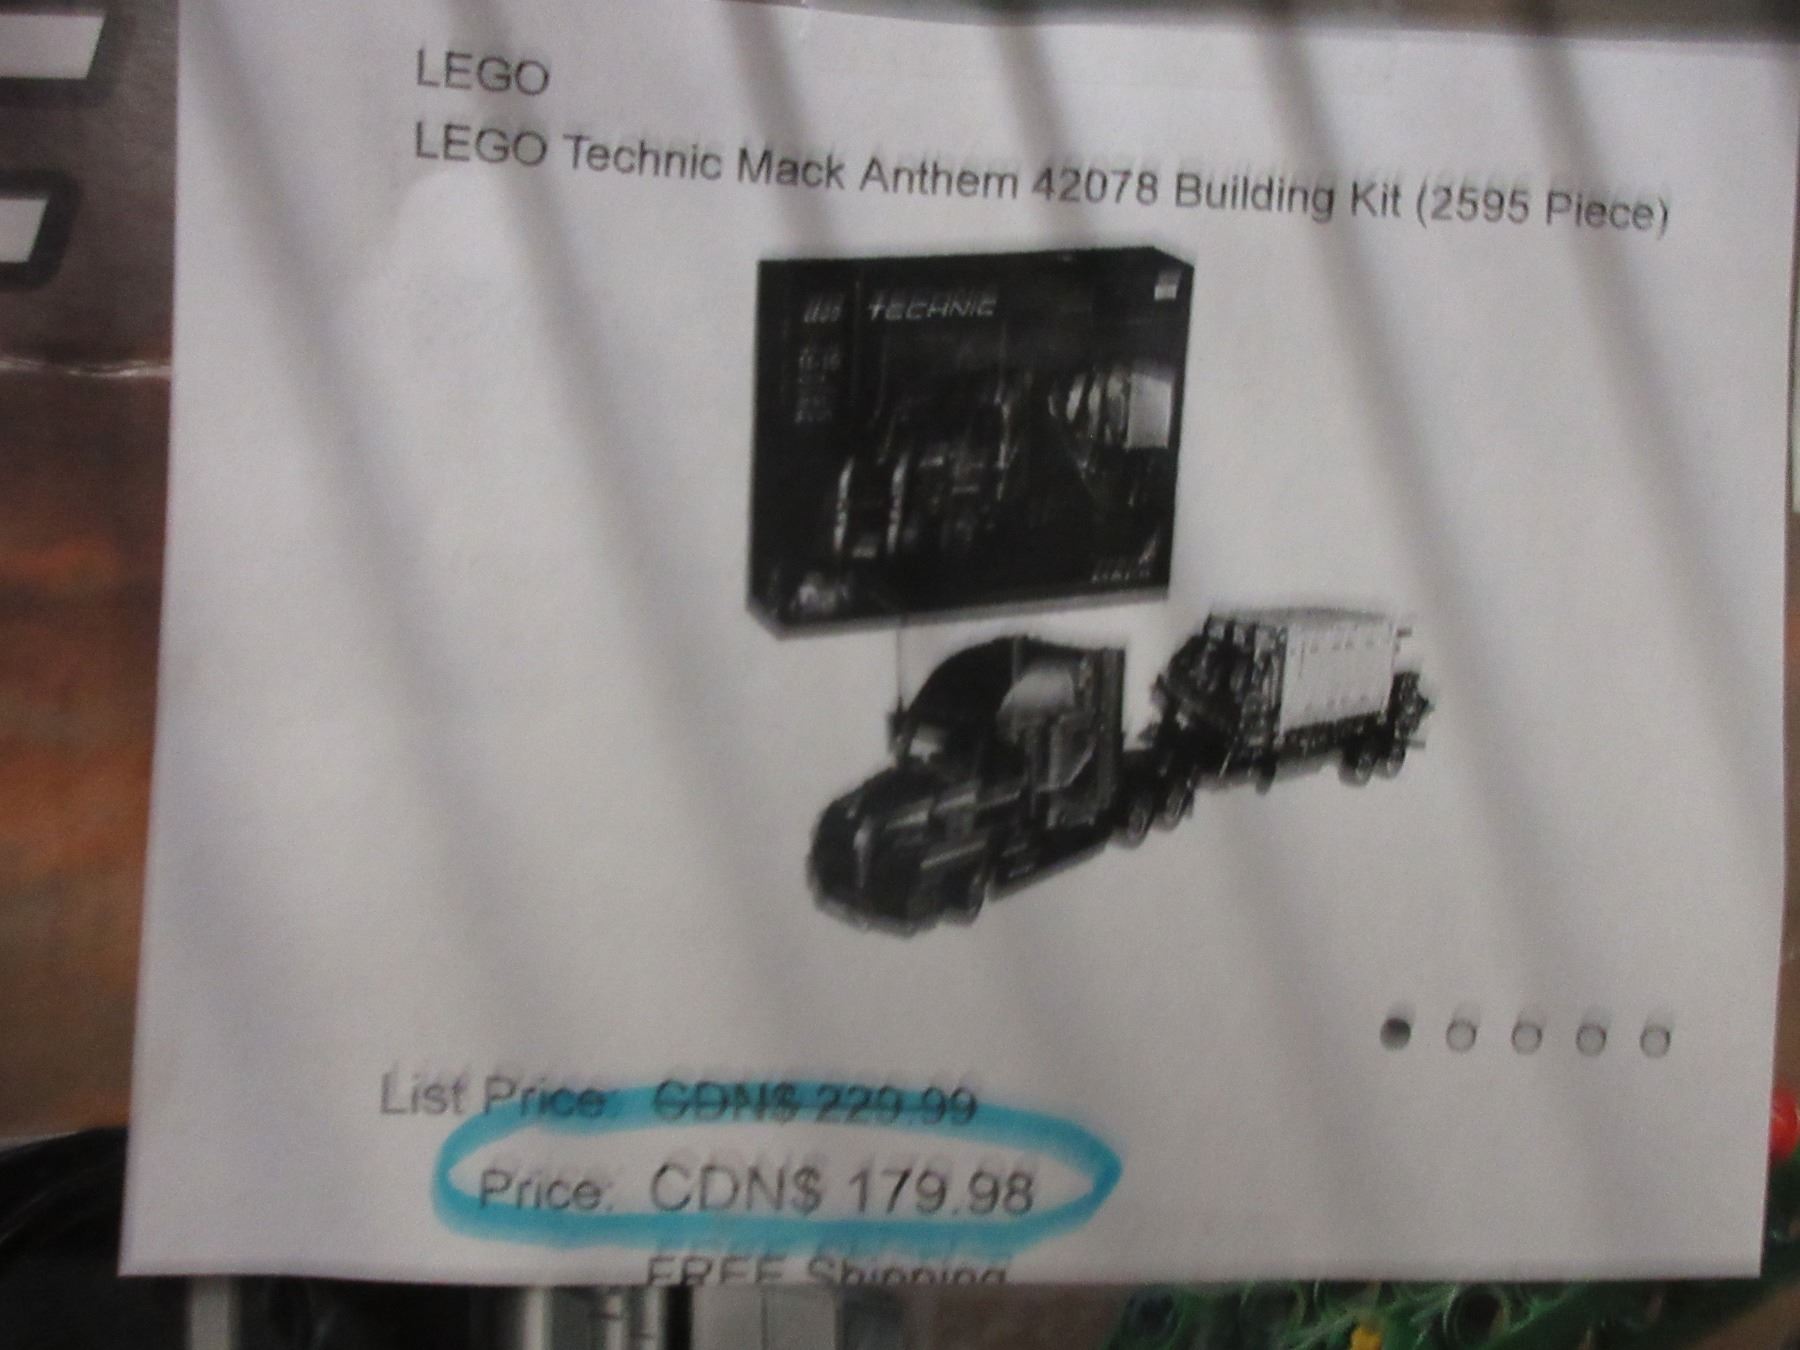 LEGO
LEGO Technic Mack Anthem 42078 Building Kit (2595 Piece)
LEGO TECHNIC
List Price: CDN$ 229.99
Price: CDN$ 179.98
FREE Shipping